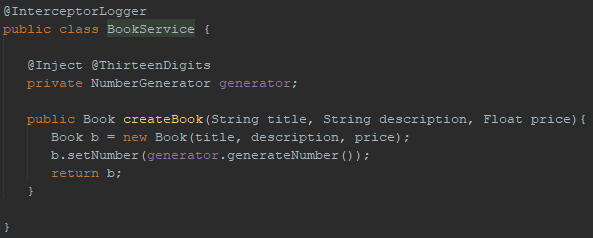 @InterceptorLogger
public class BookService {
@Inject @ThirteenDigits
private NumberGenerator generator;
public Book createBook(String title, String description, Float price){
Book b = new Book(title, description, price);
b.setNumber(generator.generateNumber());
return b;
}
}